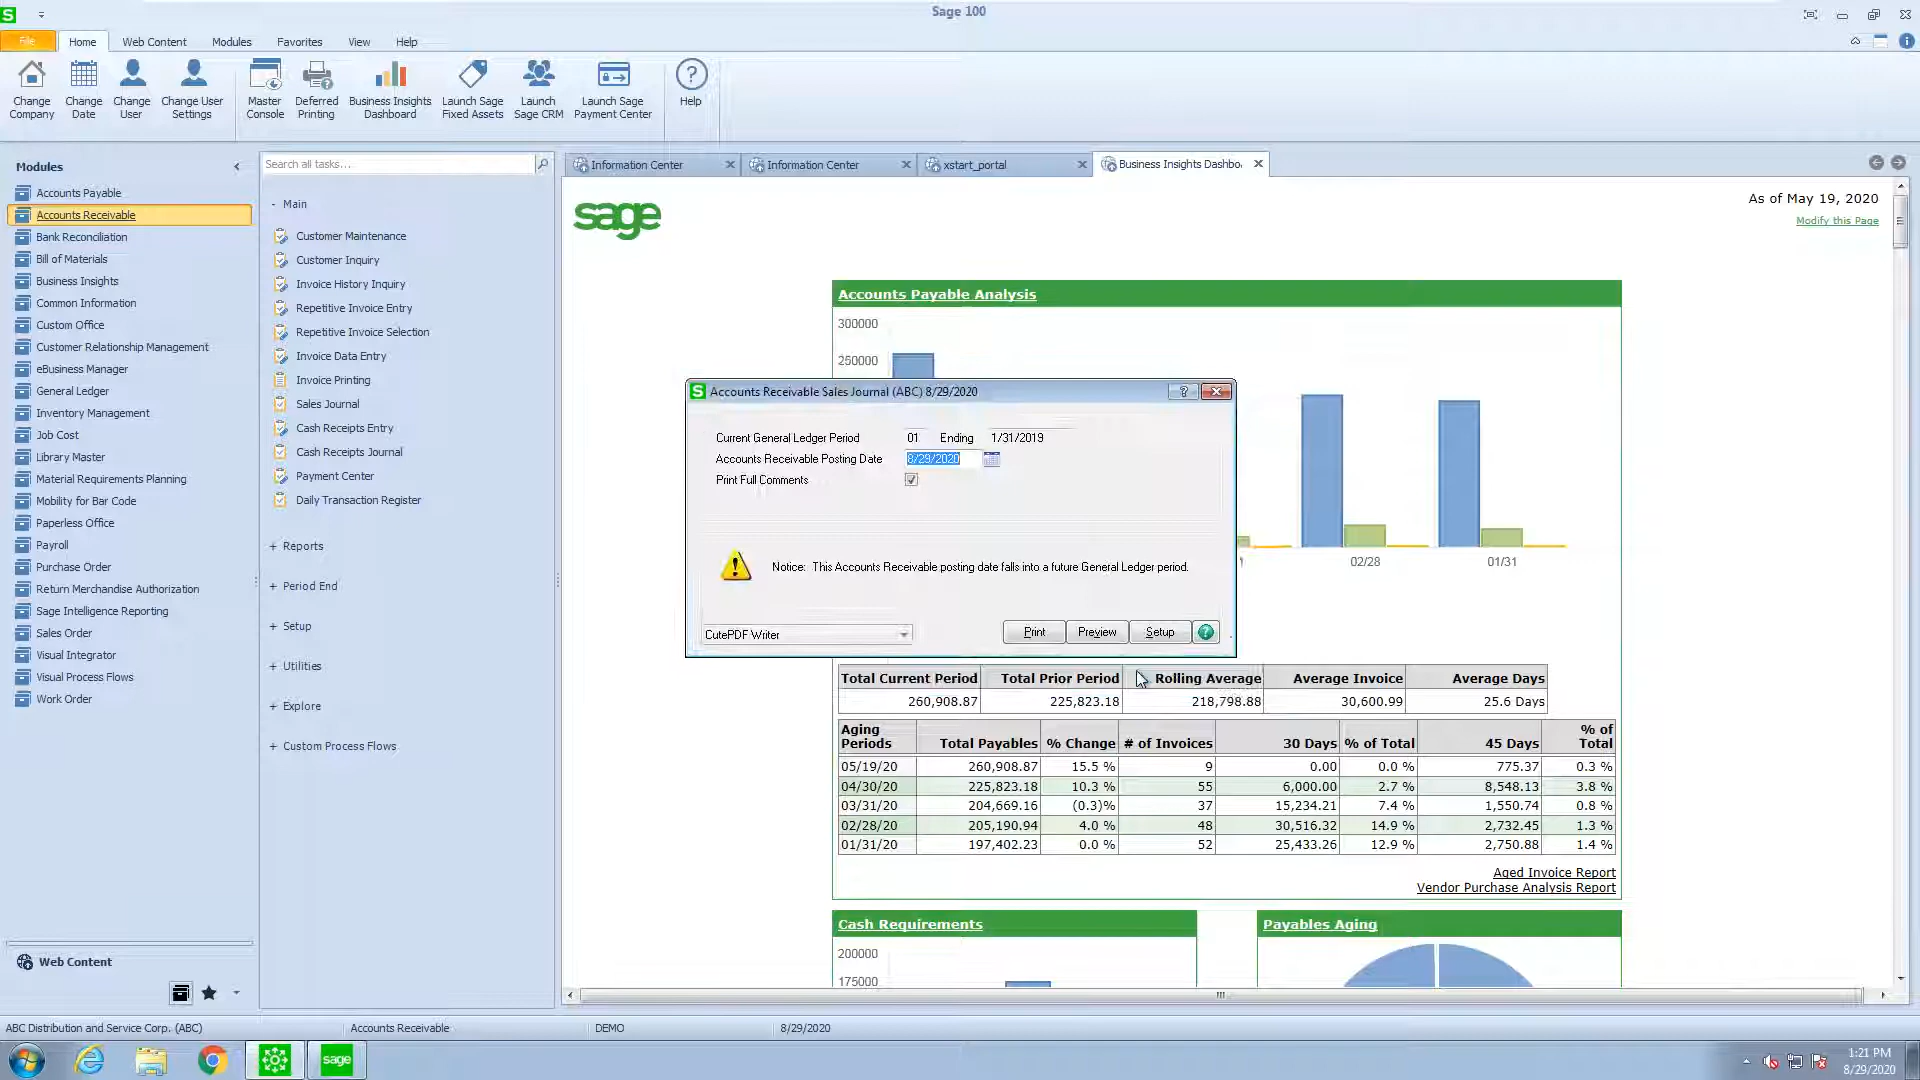 Sage 100
File
Home
Web Content
Modules
Favorites
View
Help
Change Company
Change Date
Change User
Change User Settings
Master Console
Deferred Printing
Business Insights Dashboard
Launch Sage Fixed Assets
Launch Sage CRM
Launch Sage Payment Center
Help
Modules
Accounts Payable
Accounts Receivable
Bank Reconciliation
Bill of Materials
Business Insights
Common Information
Custom Office
Customer Relationship Management
eBusiness Manager
General Ledger
Inventory Management
Job Cost
Library Master
Material Requirements Planning
Mobility for Bar Code
Paperless Office
Payroll
Purchase Order
Return Merchandise Authorization
Sage Intelligence Reporting
Sales Order
Visual Integrator
Visual Process Flows
Work Order
Web Content
Search all tasks...
- Main
Customer Maintenance
Customer Inquiry
Invoice History Inquiry
Repetitive Invoice Entry
Repetitive Invoice Selection
Invoice Data Entry
Invoice Printing
Sales Journal
Cash Receipts Entry
Cash Receipts Journal
Payment Center
Daily Transaction Register
+ Reports
+ Period End
+ Setup
+ Utilities
+ Explore
+ Custom Process Flows
Information Center
Information Center
xstart_portal
Business Insights Dashbo
sage
As of May 19, 2020
Modify this Page
Accounts Payable Analysis
300000
250000
02/28
01/31
S Accounts Receivable Sales Journal (ABC) 8/29/2020
Current General Ledger Period 01 Ending 1/31/2019
Accounts Receivable Posting Date 8/29/2020
Print Full Comments
Notice: This Accounts Receivable posting date falls into a future General Ledger period.
CutePDF Writer
Print
Preview
Setup
Total Current Period Total Prior Period Rolling Average Average Invoice Average Days
260,908.87 225,823.18 218,798.88 30,600.99 25.6 Days
Aging Periods Total Payables % Change # of Invoices 30 Days % of Total 45 Days % of Total
05/19/20 260,908.87 15.5 % 9 0.00 0.0 % 775.37 0.3 %
04/30/20 225,823.18 10.3 % 55 6,000.00 2.7 % 8,548.13 3.8 %
03/31/20 204,669.16 (0.3)% 37 15,234.21 7.4 % 1,550.74 0.8 %
02/28/20 205,190.94 4.0 % 48 30,516.32 14.9 % 2,732.45 1.3 %
01/31/20 197,402.23 0.0 % 52 25,433.26 12.9 % 2,750.88 1.4 %
Aged Invoice Report
Vendor Purchase Analysis Report
Cash Requirements
200000
175000
Payables Aging
ABC Distribution and Service Corp. (ABC)
Accounts Receivable
DEMO
8/29/2020
sage
1:21 PM
8/29/2020